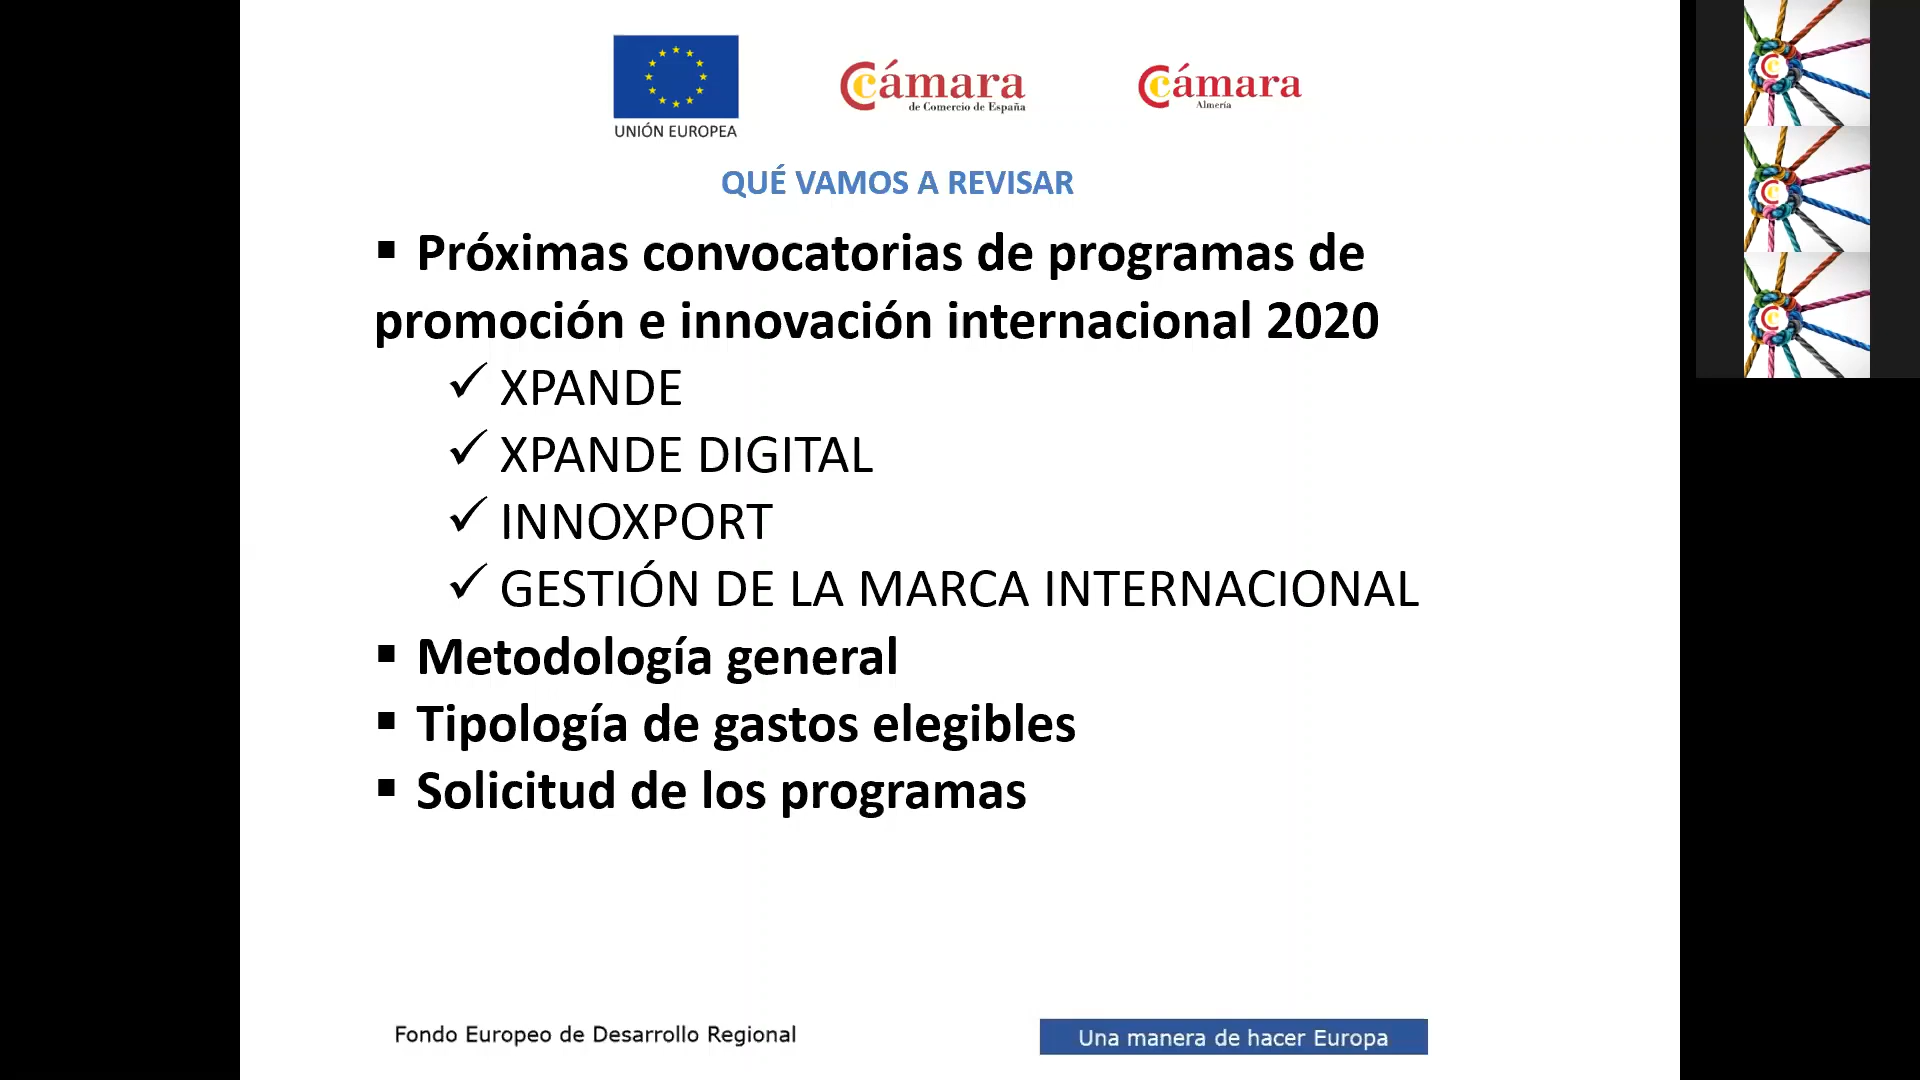 UNIÓN EUROPEA
Cámara
de Comercio de España
Cámara
Almería
QUÉ VAMOS A REVISAR
▪ Próximas convocatorias de programas de
promoción e innovación internacional 2020
✓ XPANDE
✓ XPANDE DIGITAL
✓ INNOXPORT
✓ GESTIÓN DE LA MARCA INTERNACIONAL
▪ Metodología general
▪ Tipología de gastos elegibles
▪ Solicitud de los programas
Fondo Europeo de Desarrollo Regional
Una manera de hacer Europa